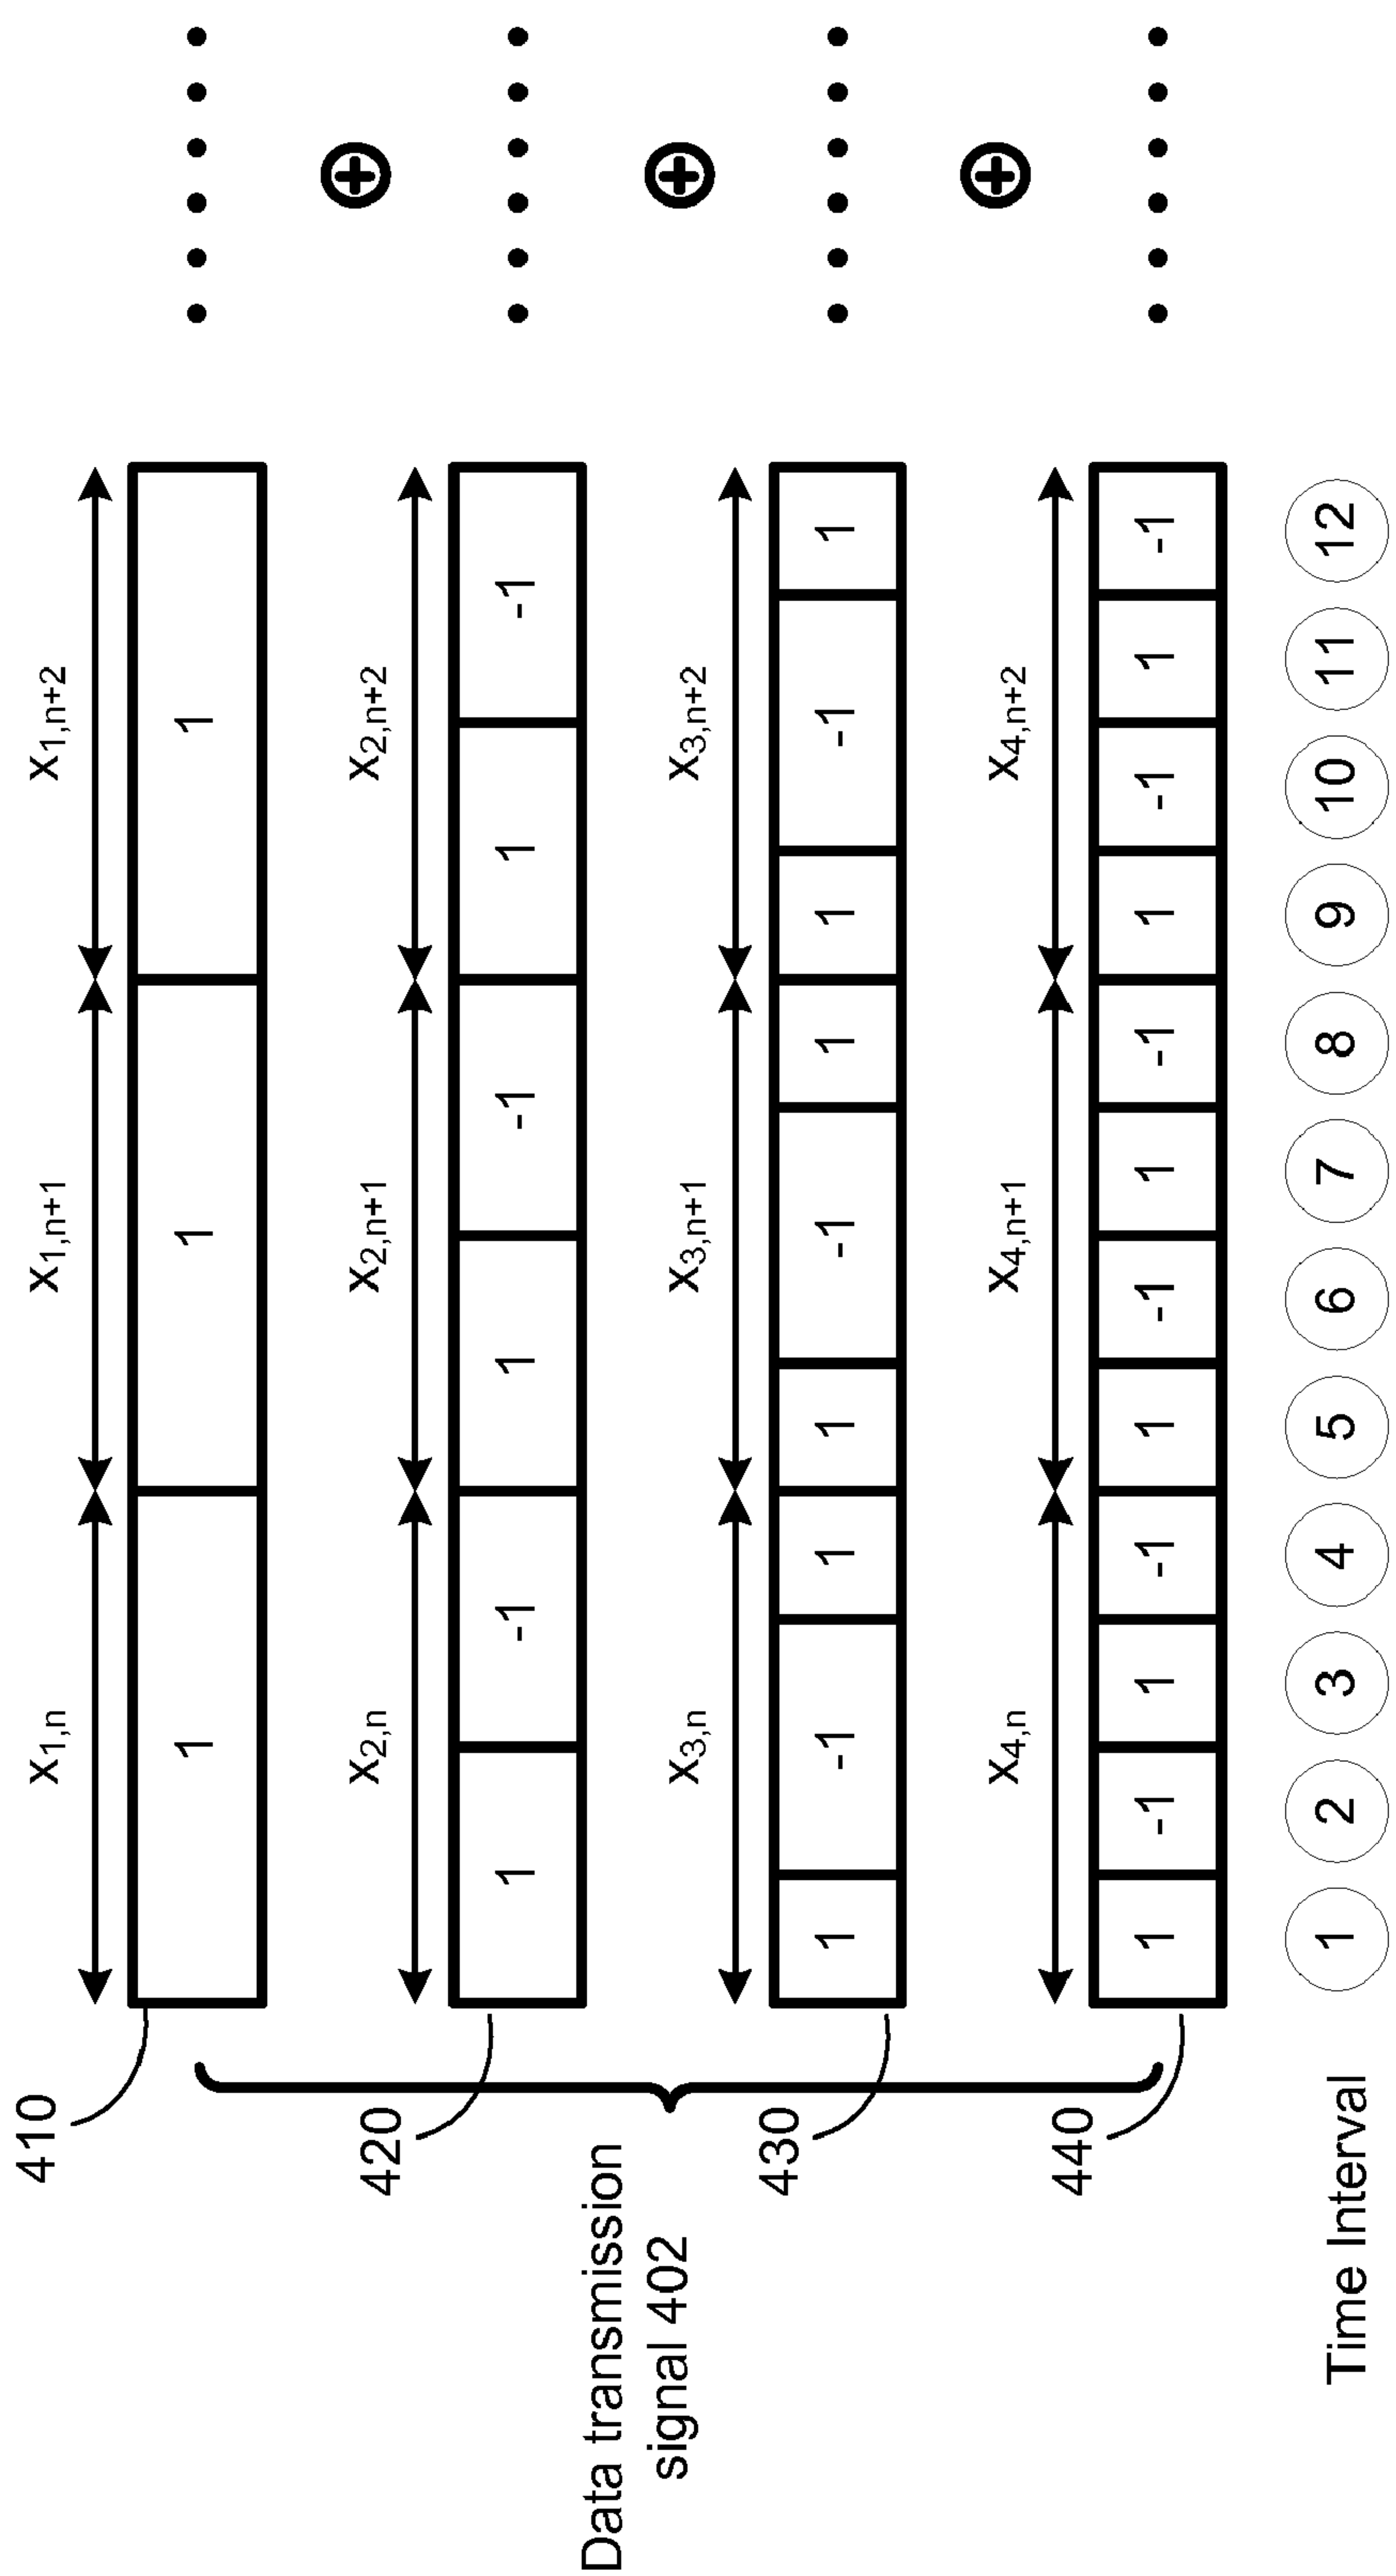 410
x1,n x1,n+1 x1,n+2
1 1 1
420
x2,n x2,n+1 x2,n+2
1 -1 1 -1 1 -1
Data transmission
signal 402
430
x3,n x3,n+1 x3,n+2
1 -1 1 1 -1 1 1 -1 1
440
x4,n x4,n+1 x4,n+2
1 -1 1 -1 1 -1 1 -1 1 -1 1 -1
Time Interval 1 2 3 4 5 6 7 8 9 10 11 12